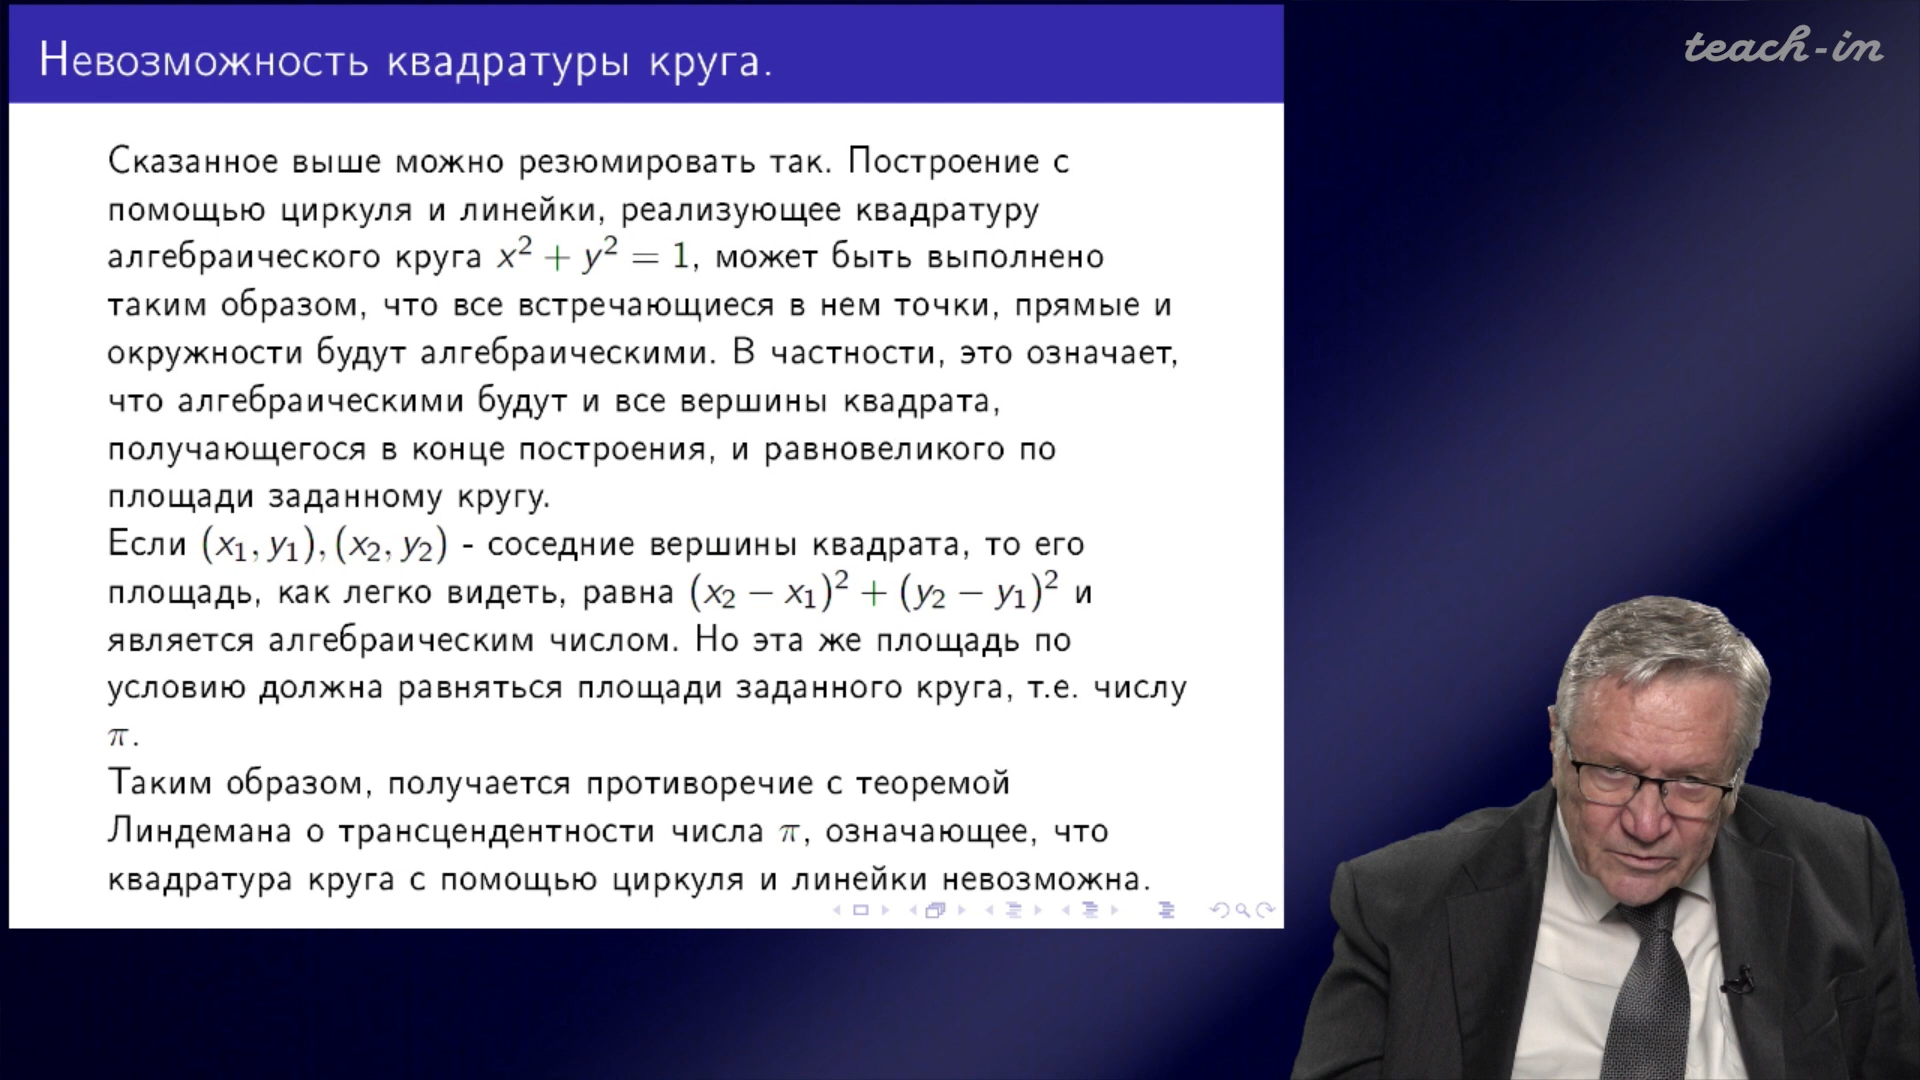 Невозможность квадратуры круга.
teach-in
Сказанное выше можно резюмировать так. Построение с
помощью циркуля и линейки, реализующее квадратуру
алгебраического круга x² + y² = 1, может быть выполнено
таким образом, что все встречающиеся в нем точки, прямые и
окружности будут алгебраическими. В частности, это означает,
что алгебраическими будут и все вершины квадрата,
получающегося в конце построения, и равновеликого по
площади заданному кругу.
Если (x₁, y₁), (x₂, y₂) - соседние вершины квадрата, то его
площадь, как легко видеть, равна (x₂ − x₁)² + (y₂ − y₁)² и
является алгебраическим числом. Но эта же площадь по
условию должна равняться площади заданного круга, т.е. числу
π.
Таким образом, получается противоречие с теоремой
Линдемана о трансцендентности числа π, означающее, что
квадратура круга с помощью циркуля и линейки невозможна.